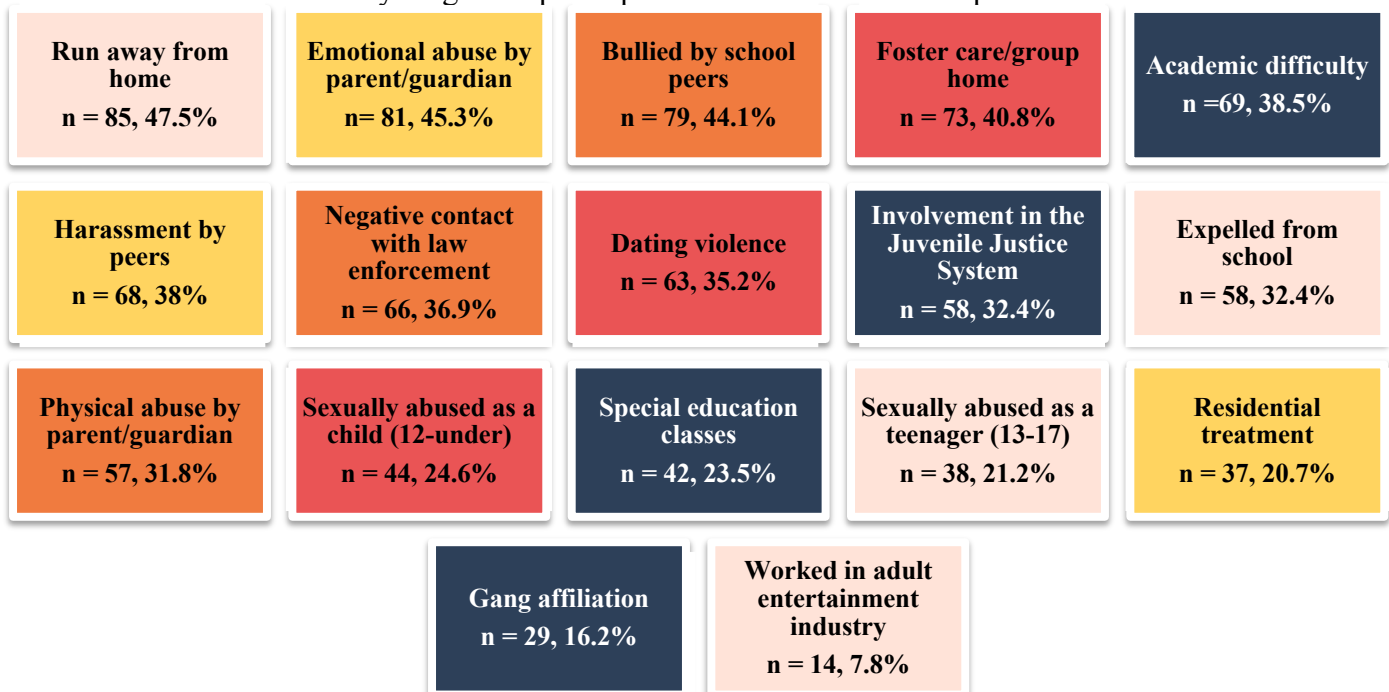 Run away from
home
n = 85, 47.5%
Emotional abuse by
parent/guardian
n= 81, 45.3%
Bullied by school
peers
n = 79, 44.1%
Foster care/group
home
n = 73, 40.8%
Academic difficulty
n =69, 38.5%
Harassment by
peers
n = 68, 38%
Negative contact
with law
enforcement
n = 66, 36.9%
Dating violence
n = 63, 35.2%
Involvement in the
Juvenile Justice
System
n = 58, 32.4%
Expelled from
school
n = 58, 32.4%
Physical abuse by
parent/guardian
n = 57, 31.8%
Sexually abused as a
child (12-under)
n = 44, 24.6%
Special education
classes
n = 42, 23.5%
Sexually abused as a
teenager (13-17)
n = 38, 21.2%
Residential
treatment
n = 37, 20.7%
Gang affiliation
n = 29, 16.2%
Worked in adult
entertainment
industry
n = 14, 7.8%